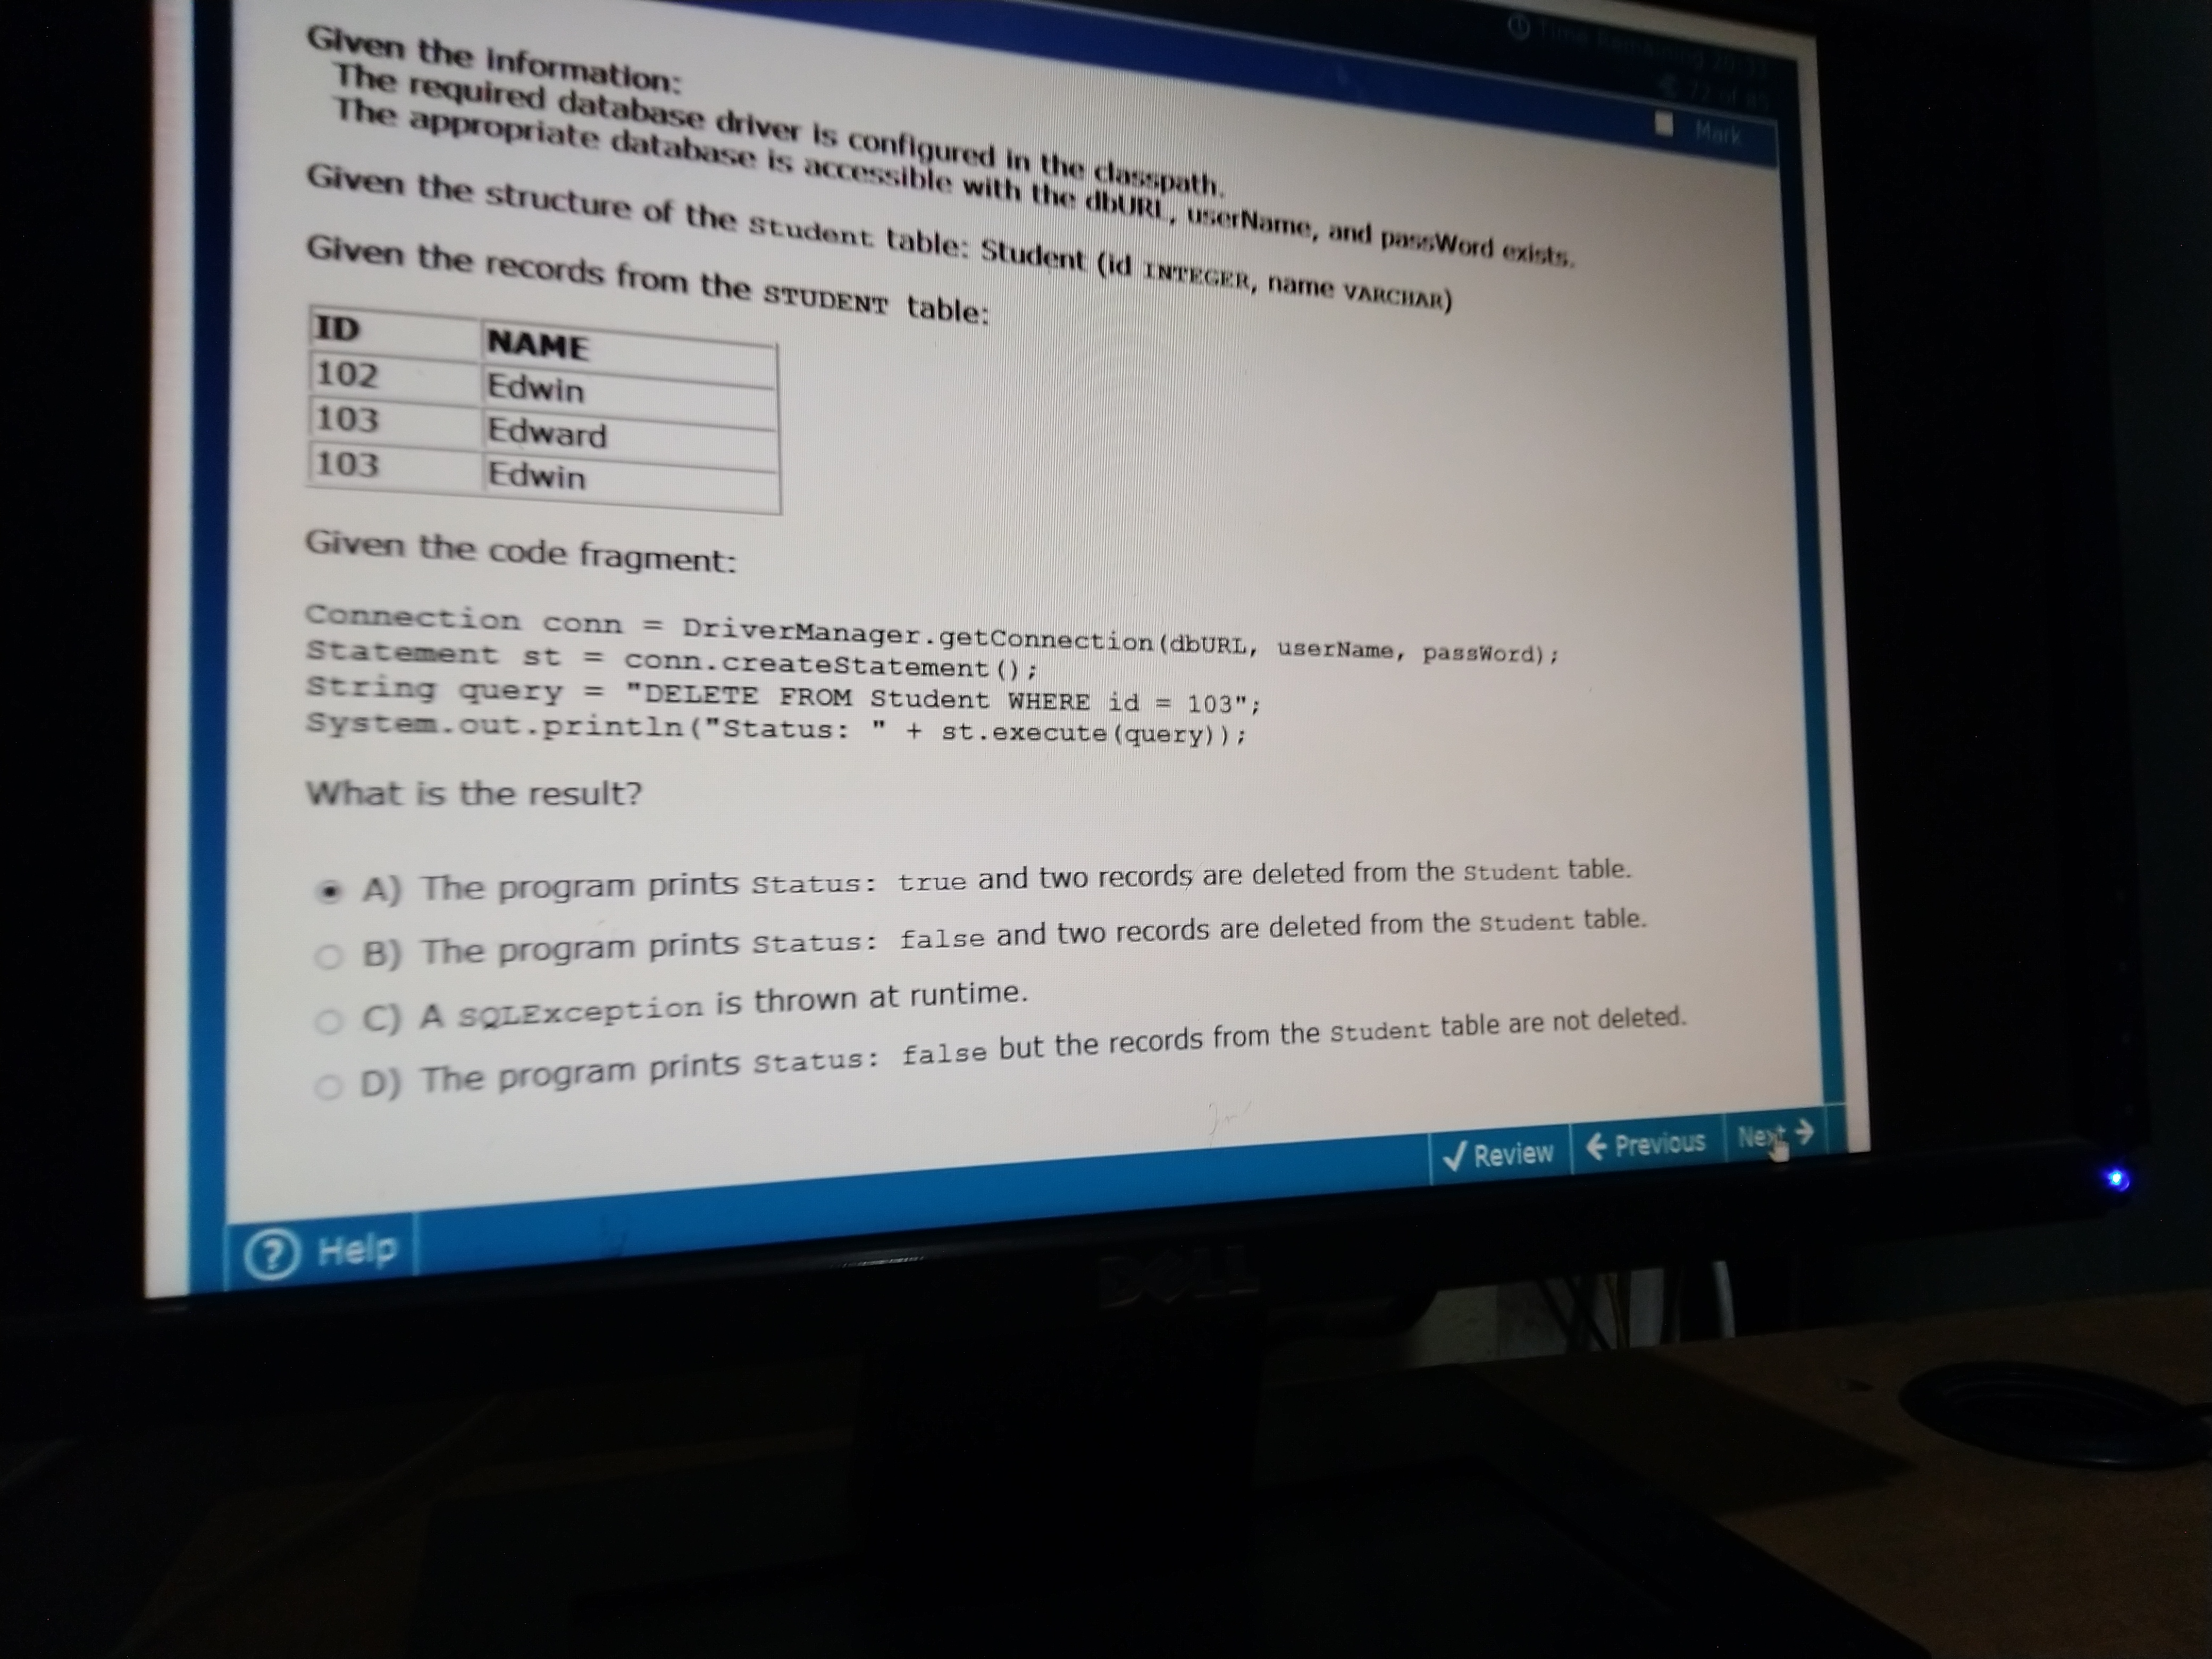 Time Remaining 20:37
72 of 85
Mark
Given the information:
The required database driver is configured in the classpath.
The appropriate database is accessible with the dbURL, userName, and passWord exists.
Given the structure of the Student table: Student (id INTEGER, name VARCHAR)
Given the records from the STUDENT table:
ID NAME
102 Edwin
103 Edward
103 Edwin
Given the code fragment:
Connection conn = DriverManager.getConnection(dbURL, userName, passWord);
Statement st = conn.createStatement();
String query = "DELETE FROM Student WHERE id = 103";
System.out.println("Status: " + st.execute(query));
What is the result?
A) The program prints Status: true and two records are deleted from the Student table.
B) The program prints Status: false and two records are deleted from the Student table.
C) A SQLException is thrown at runtime.
D) The program prints Status: false but the records from the Student table are not deleted.
Review Previous Next
? Help
DELL